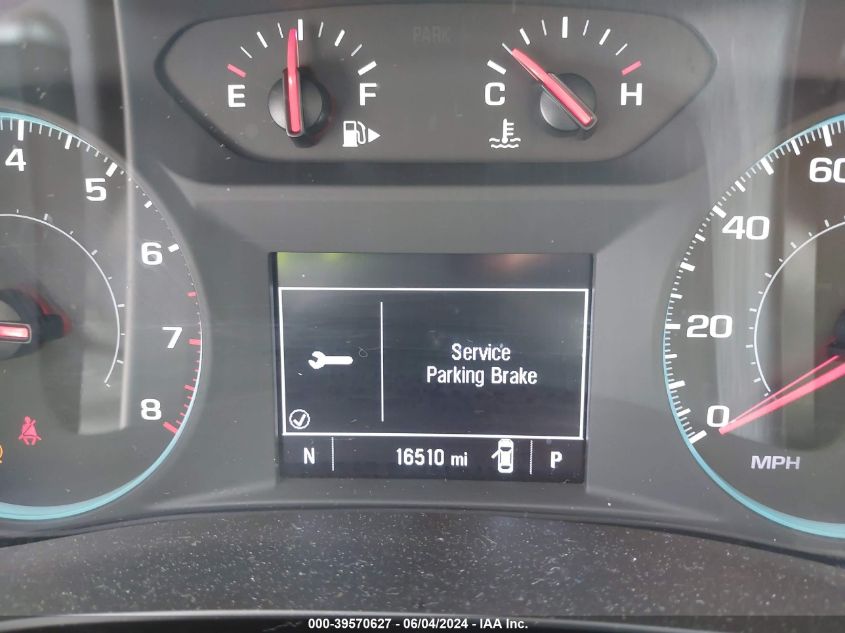 PARK
E
F
C
H
4
5
6
7
8
60
40
20
0
MPH
Service
Parking Brake
N
16510 mi
P
000-39570627 - 06/04/2024 - IAA Inc.